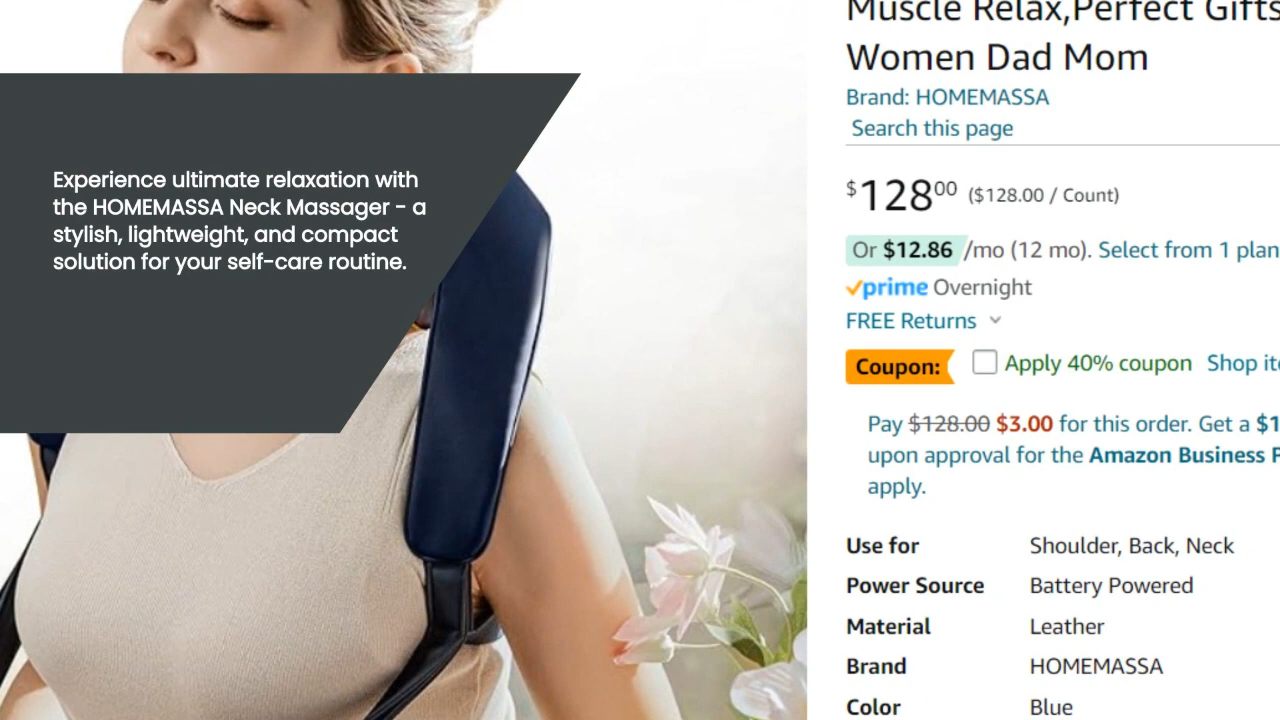 Experience ultimate relaxation with
the HOMEMASSA Neck Massager - a
stylish, lightweight, and compact
solution for your self-care routine.
Muscle Relax,Perfect Gifts
Women Dad Mom
Brand: HOMEMASSA
Search this page
$12800 ($128.00 / Count)
Or $12.86 /mo (12 mo). Select from 1 plan
prime Overnight
FREE Returns
Coupon: Apply 40% coupon Shop
Pay $128.00 $3.00 for this order. Get a $1
upon approval for the Amazon Business
apply.
Use for Shoulder, Back, Neck
Power Source Battery Powered
Material Leather
Brand HOMEMASSA
Color Blue